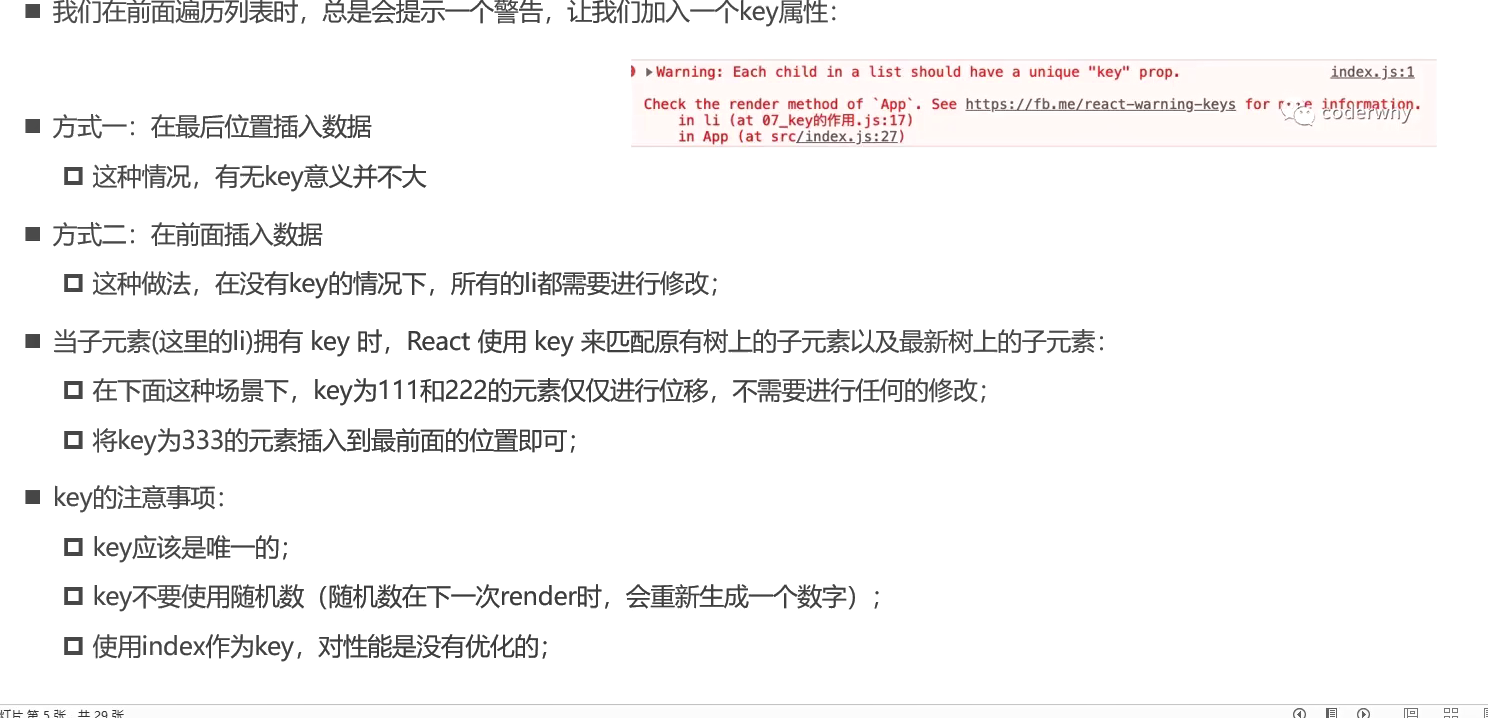 我们在前面遍历列表时，总是会提示一个警告，让我们加入一个key属性：
Warning: Each child in a list should have a unique "key" prop. index.js:1
Check the render method of `App`. See https://fb.me/react-warning-keys for more information.
in li (at 07_key的作用.js:17)
in App (at src/index.js:27)
coderwhy
方式一：在最后位置插入数据
这种情况，有无key意义并不大
方式二：在前面插入数据
这种做法，在没有key的情况下，所有的li都需要进行修改；
当子元素(这里的li)拥有 key 时，React 使用 key 来匹配原有树上的子元素以及最新树上的子元素：
在下面这种场景下，key为111和222的元素仅仅进行位移，不需要进行任何的修改；
将key为333的元素插入到最前面的位置即可；
key的注意事项：
key应该是唯一的；
key不要使用随机数（随机数在下一次render时，会重新生成一个数字）；
使用index作为key，对性能是没有优化的；
灯片 第 5 张，共 29 张